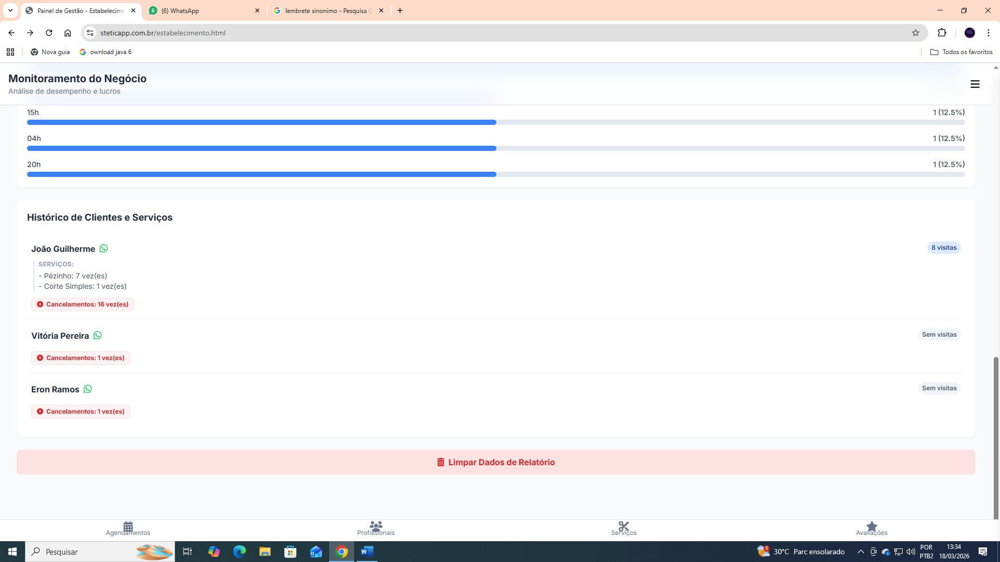 Painel de Gestão - Estabelecime
(6) WhatsApp
lembrete sinonimo - Pesquisa G
steticapp.com.br/estabelecimento.html
Nova guia
ownload java 6
Todos os favoritos
Monitoramento do Negócio
Análise de desempenho e lucros
15h
1 (12.5%)
04h
1 (12.5%)
20h
1 (12.5%)
Histórico de Clientes e Serviços
João Guilherme
8 visitas
SERVIÇOS:
- Pézinho: 7 vez(es)
- Corte Simples: 1 vez(es)
Cancelamentos: 16 vez(es)
Vitória Pereira
Sem visitas
Cancelamentos: 1 vez(es)
Eron Ramos
Sem visitas
Cancelamentos: 1 vez(es)
Limpar Dados de Relatório
Agendamentos
Profissionais
Serviços
Avaliações
Pesquisar
30°C Parc ensolarado
POR
PTB2
13:34
18/03/2026